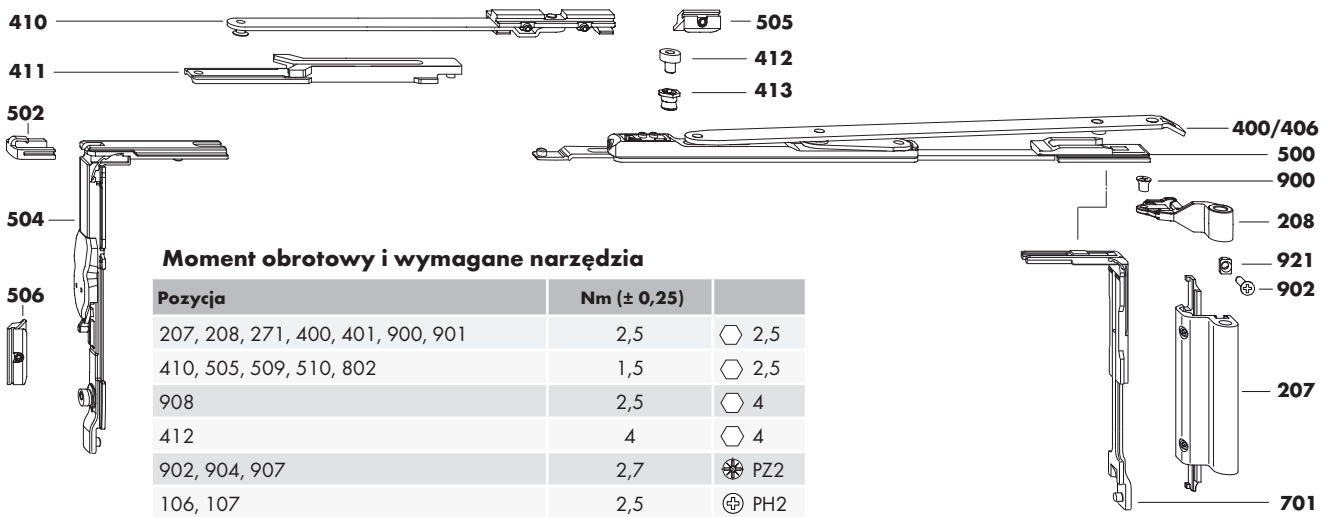 410
505
411
412
413
502
400/406
500
900
208
504
921
902
506
207
701
Moment obrotowy i wymagane narzędzia
Pozycja Nm (± 0,25)
207, 208, 271, 400, 401, 900, 901 2,5 2,5
410, 505, 509, 510, 802 1,5 2,5
908 2,5 4
412 4 4
902, 904, 907 2,7 PZ2
106, 107 2,5 PH2